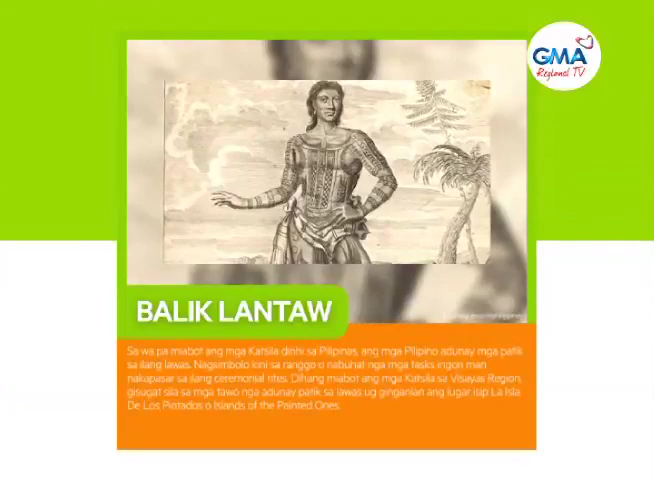 GMA
Regional TV
BALIK LANTAW
Sa wa pa miabot ang mga Katsila dinhi sa Pilipinas, ang mga Pilipino adunay mga patik
sa ilang lawas. Nagsimbolo kini sa ranggo o nabuhat nga mga tasks ingon man
nakapasar sa ilang ceremonial rites. Dihang miabot ang mga Katsila sa Visayas Region,
gisugat sila sa mga tawo nga adunay patik sa lawas ug ginganlan ang lugar isip La Isla
De Los Pintados o Islands of the Painted Ones.